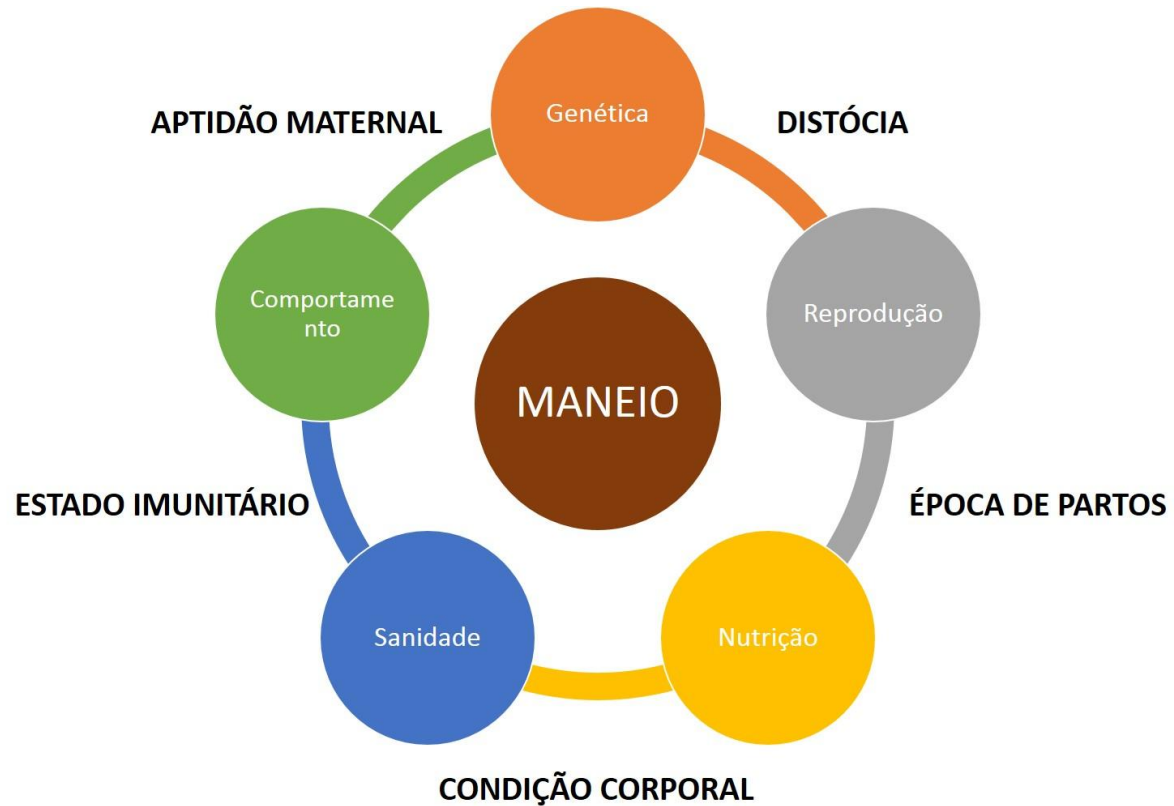 Genética
APTIDÃO MATERNAL
DISTÓCIA
Comportame
nto
Reprodução
MANEIO
ESTADO IMUNITÁRIO
ÉPOCA DE PARTOS
Sanidade
Nutrição
CONDIÇÃO CORPORAL